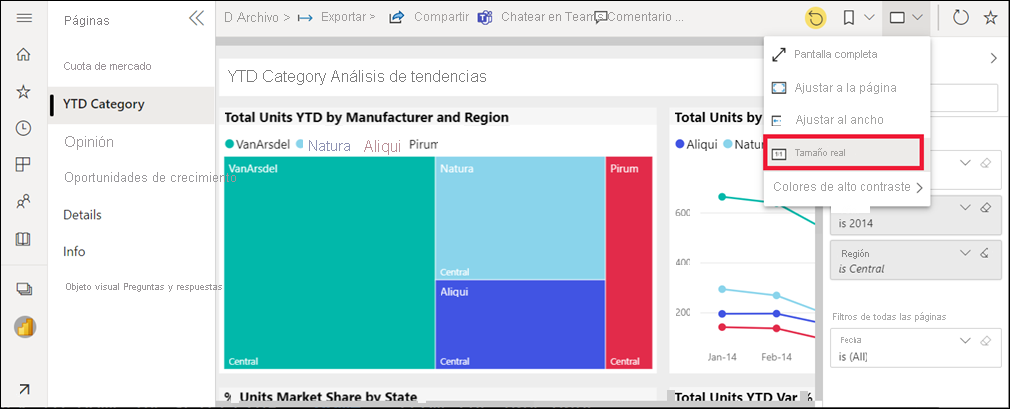 Páginas
Cuota de mercado
YTD Category
Opinión
Oportunidades de crecimiento
Details
Info
Objeto visual Preguntas y respuestas
D Archivo >
Exportar >
Compartir
Chatear en Teams
Comentario ...
Pantalla completa
Ajustar a la página
Ajustar al ancho
1:1 Tamaño real
Colores de alto contraste
YTD Category Análisis de tendencias
Total Units YTD by Manufacturer and Region
VanArsdel Natura Aliqui Pirum
VanArsdel
Central
Natura
Central
Aliqui
Central
Pirum
Central
Total Units by
Aliqui Natu
600
400
200
Jan-14 Feb-14
% Units Market Share by State
Total Units YTD Var %
is 2014
Región
is Central
Filtros de todas las páginas
Fecha
is (All)